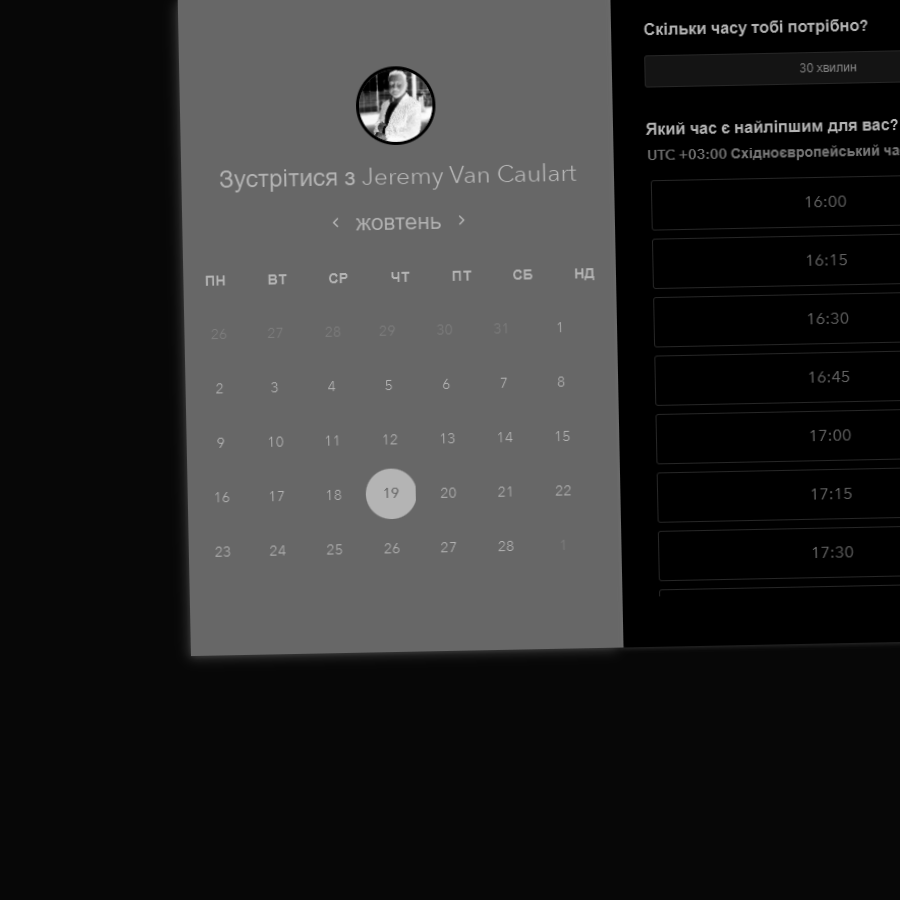 Зустрітися з Jeremy Van Caulart
жовтень
ПН ВТ СР ЧТ ПТ СБ НД
26 27 28 29 30 31 1
2 3 4 5 6 7 8
9 10 11 12 13 14 15
16 17 18 19 20 21 22
23 24 25 26 27 28 1
Скільки часу тобі потрібно?
30 хвилин
Який час є найліпшим для вас?
UTC +03:00 Східноєвропейський ча
16:00
16:15
16:30
16:45
17:00
17:15
17:30